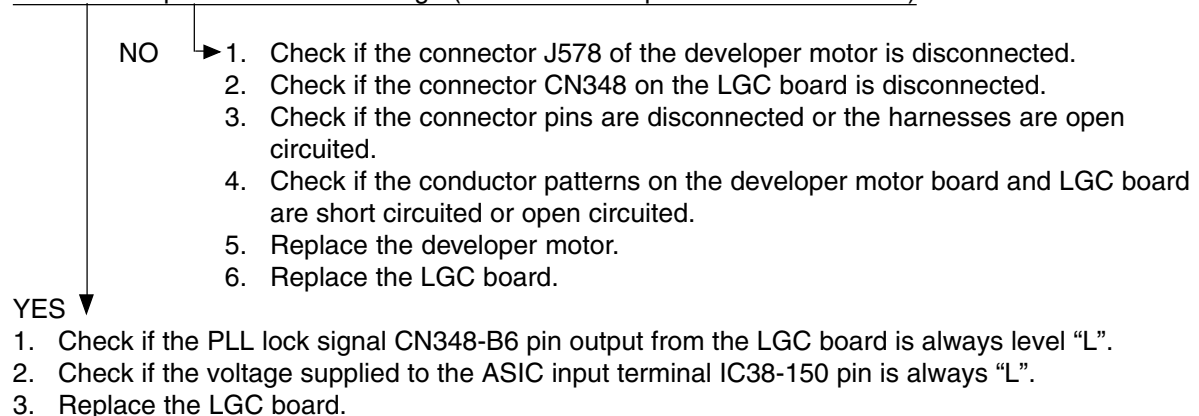 NO 1. Check if the connector J578 of the developer motor is disconnected.
2. Check if the connector CN348 on the LGC board is disconnected.
3. Check if the connector pins are disconnected or the harnesses are open
circuited.
4. Check if the conductor patterns on the developer motor board and LGC board
are short circuited or open circuited.
5. Replace the developer motor.
6. Replace the LGC board.
YES
1. Check if the PLL lock signal CN348-B6 pin output from the LGC board is always level “L”.
2. Check if the voltage supplied to the ASIC input terminal IC38-150 pin is always “L”.
3. Replace the LGC board.